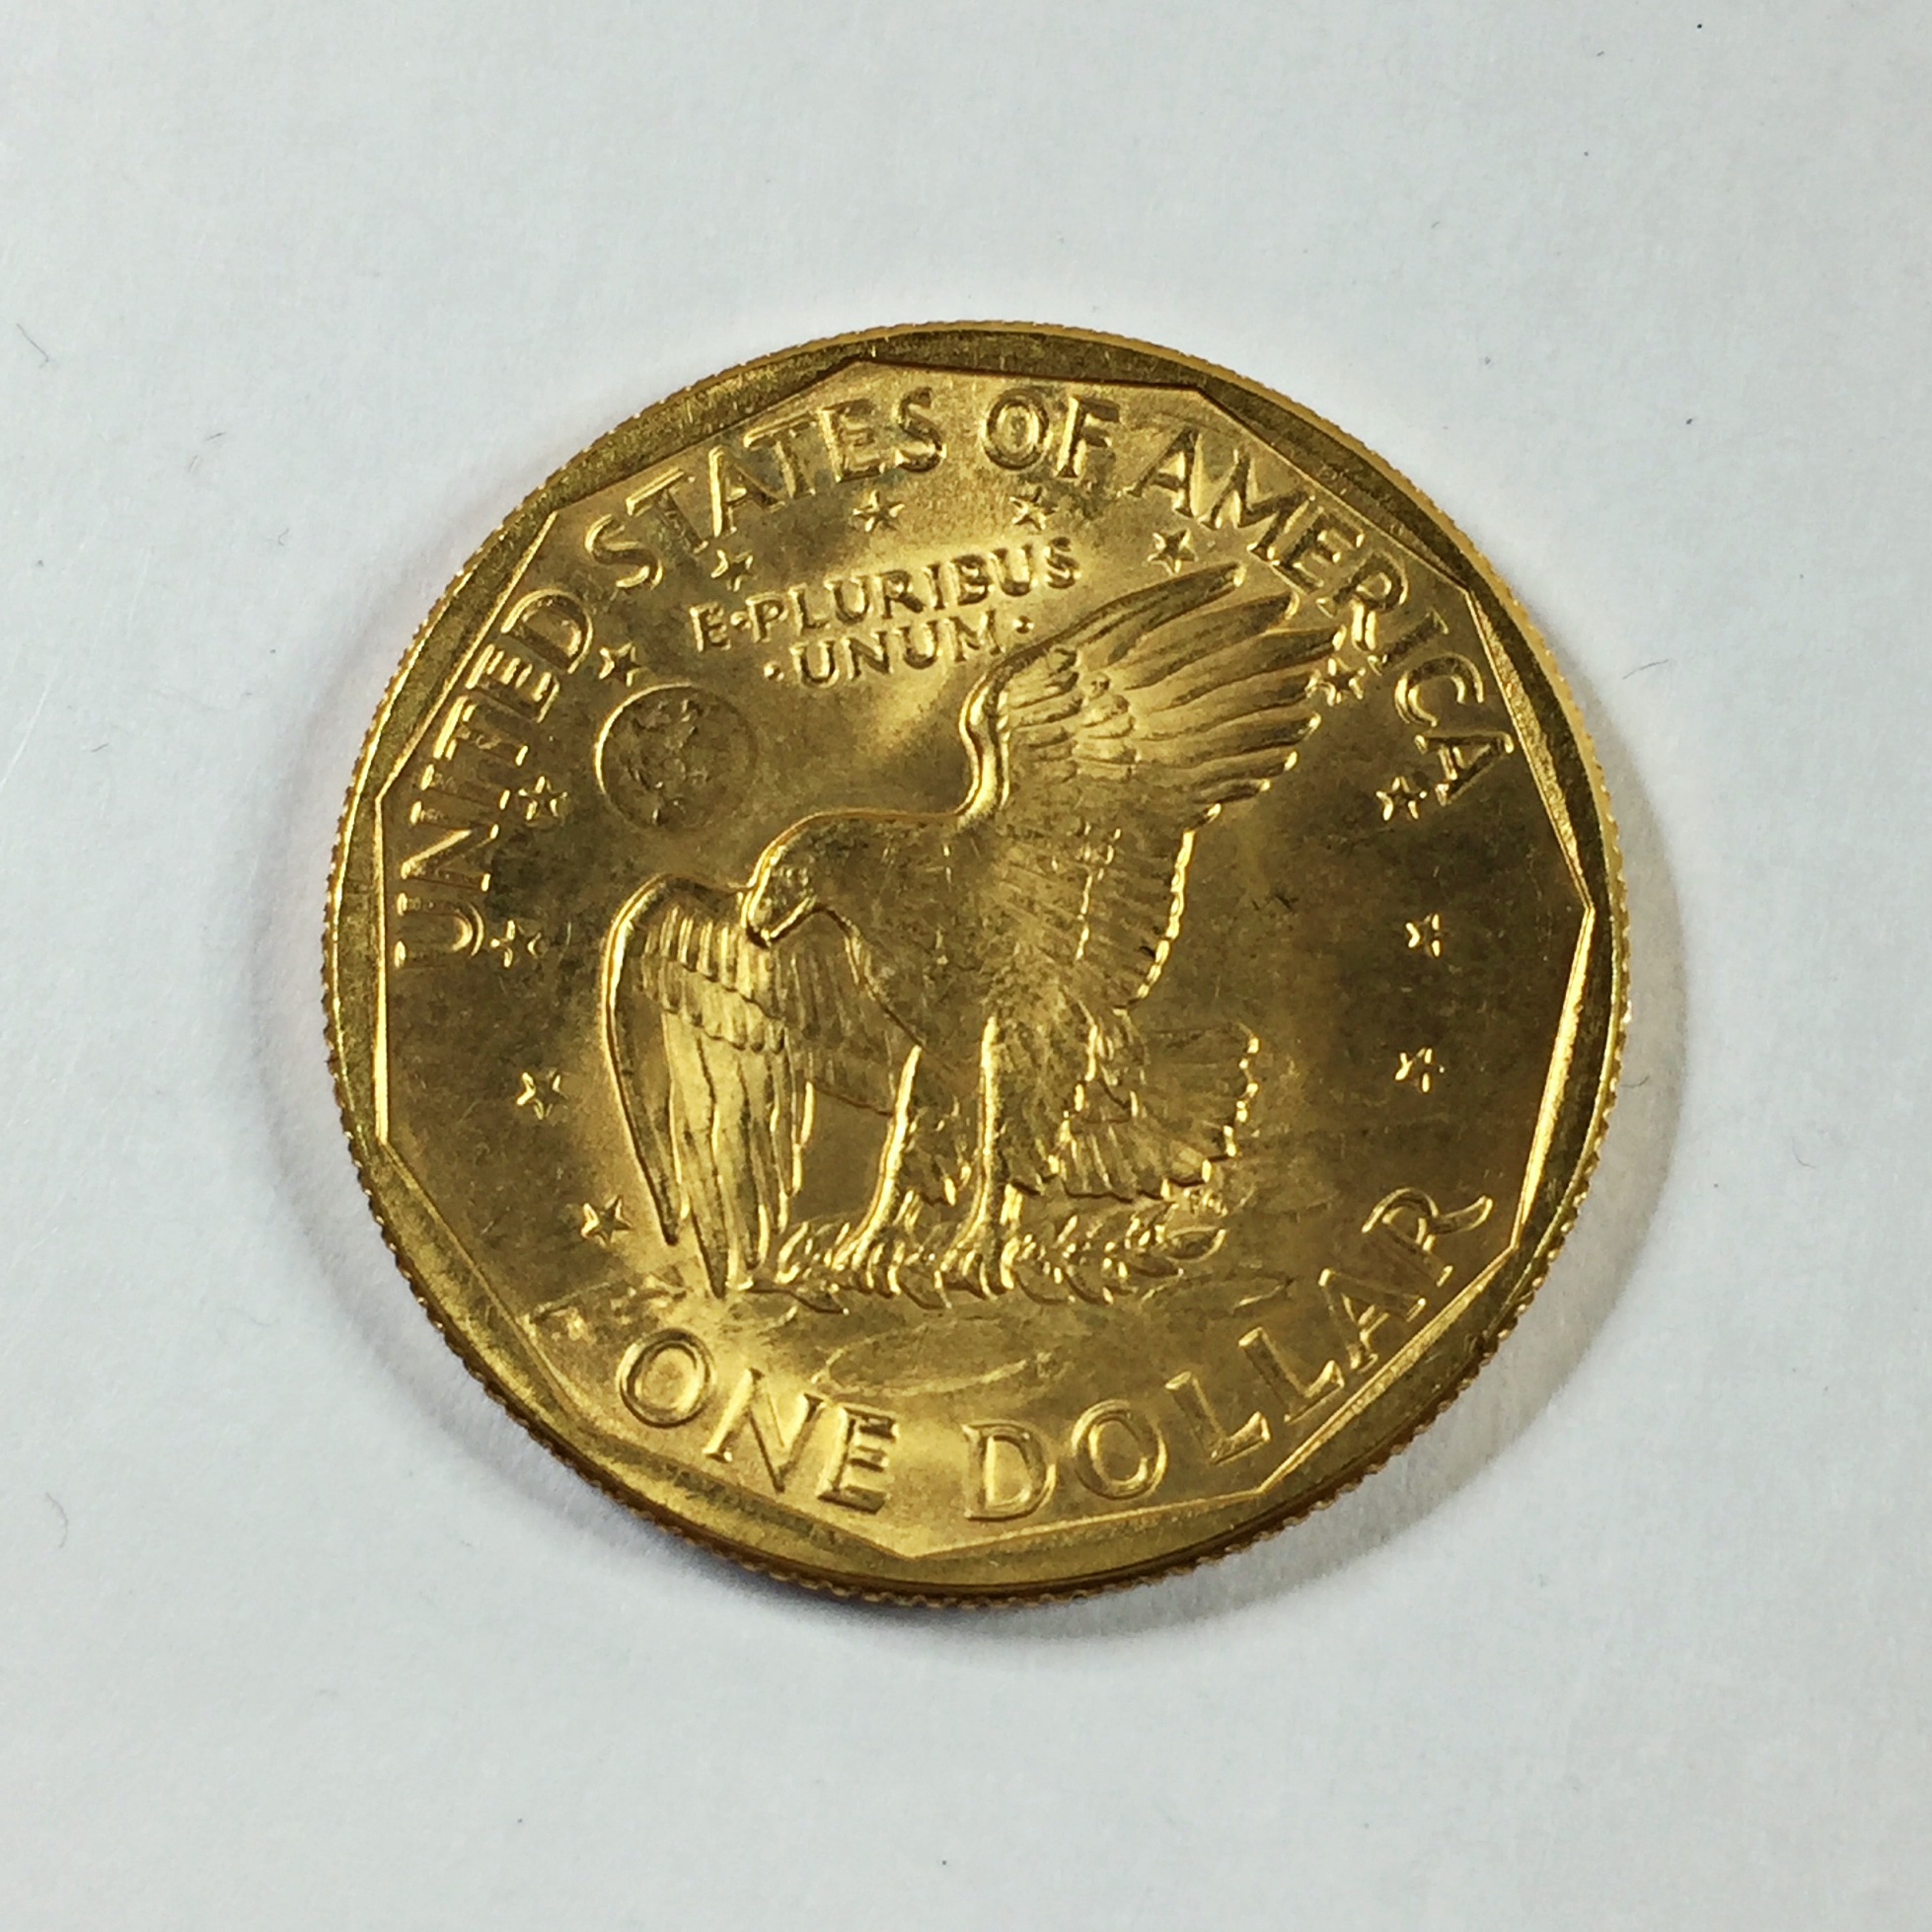 UNITED STATES OF AMERICA
E·PLURIBUS
·UNUM·
ONE DOLLAR